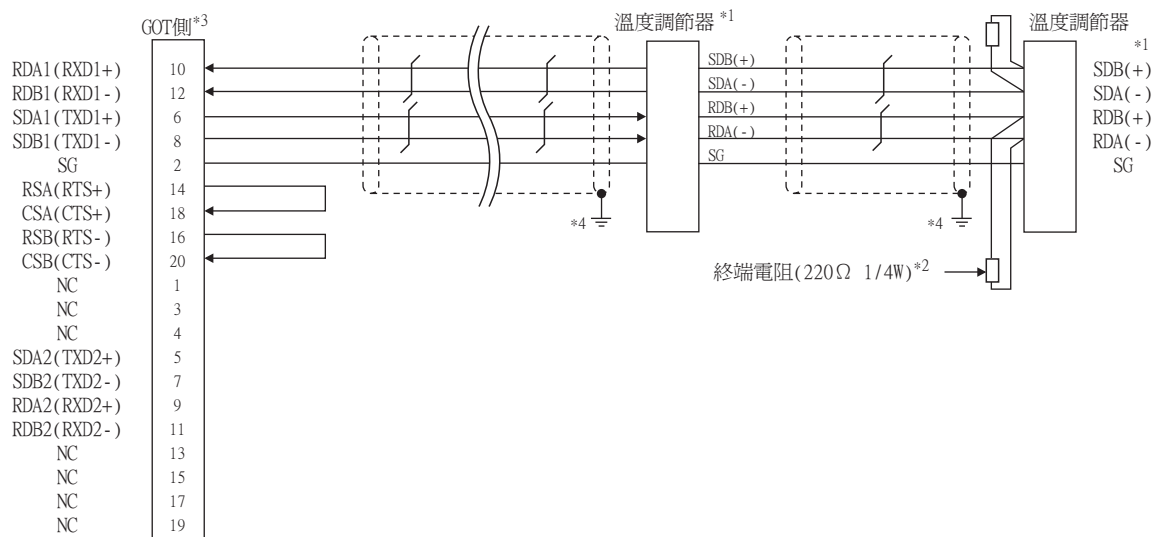 GOT側*3
溫度調節器 *1
溫度調節器
*1
RDA1(RXD1+) 10 SDB(+) SDB(+)
RDB1(RXD1-) 12 SDA(-) SDA(-)
SDA1(TXD1+) 6 RDB(+) RDB(+)
SDB1(TXD1-) 8 RDA(-) RDA(-)
SG 2 SG SG
RSA(RTS+) 14
CSA(CTS+) 18 *4 *4
RSB(RTS-) 16
CSB(CTS-) 20
終端電阻(220Ω 1/4W)*2
NC 1
NC 3
NC 4
SDA2(TXD2+) 5
SDB2(TXD2-) 7
RDA2(RXD2+) 9
RDB2(RXD2-) 11
NC 13
NC 15
NC 17
NC 19